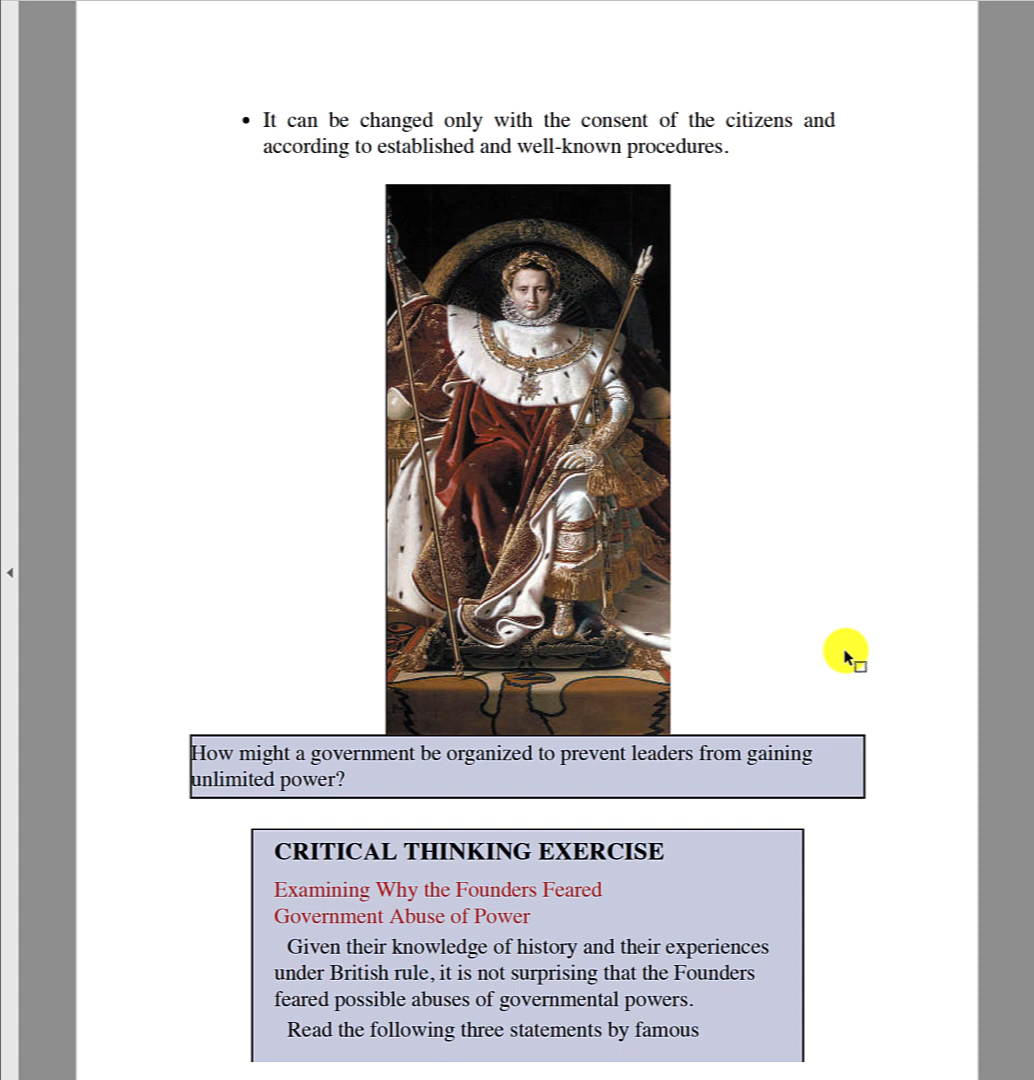 • It can be changed only with the consent of the citizens and
according to established and well-known procedures.
How might a government be organized to prevent leaders from gaining
unlimited power?
CRITICAL THINKING EXERCISE
Examining Why the Founders Feared
Government Abuse of Power
Given their knowledge of history and their experiences
under British rule, it is not surprising that the Founders
feared possible abuses of governmental powers.
Read the following three statements by famous